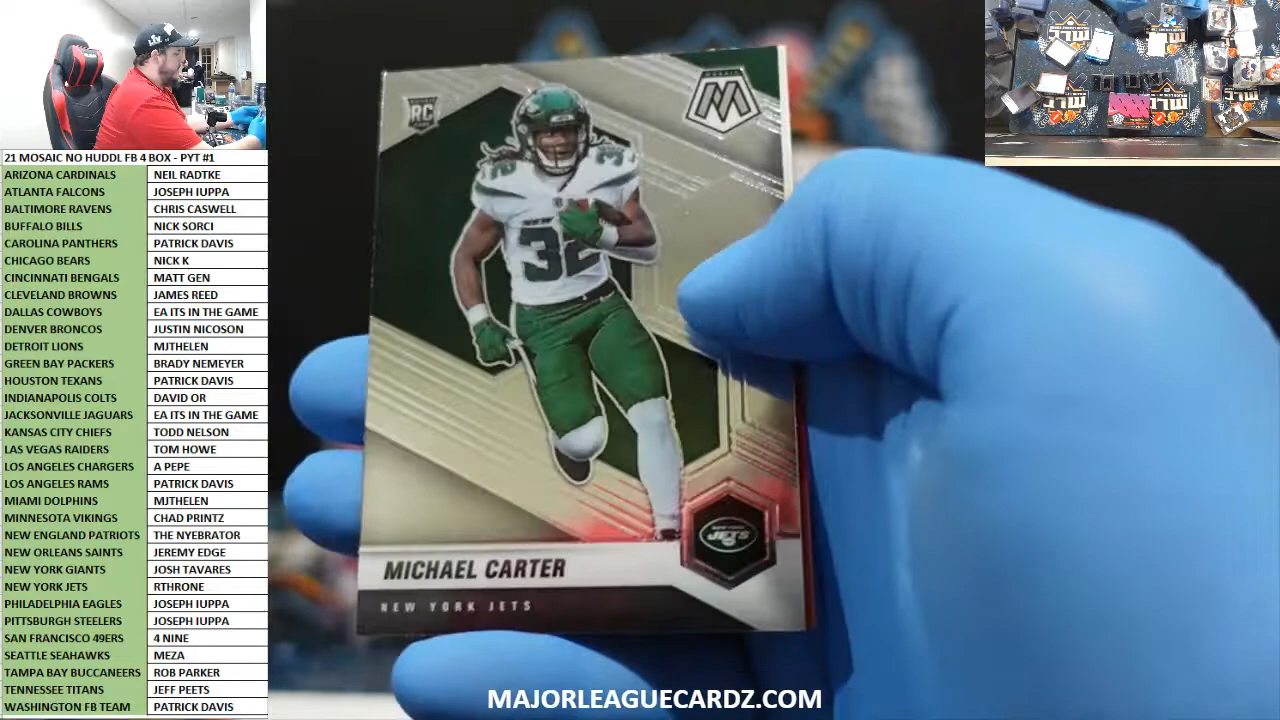 21 MOSAIC NO HUDDL FB 4 BOX - PYT #1
ARIZONA CARDINALS NEIL RADTKE
ATLANTA FALCONS JOSEPH IUPPA
BALTIMORE RAVENS CHRIS CASWELL
BUFFALO BILLS NICK SORCI
CAROLINA PANTHERS PATRICK DAVIS
CHICAGO BEARS NICK K
CINCINNATI BENGALS MATT GEN
CLEVELAND BROWNS JAMES REED
DALLAS COWBOYS EA ITS IN THE GAME
DENVER BRONCOS JUSTIN NICOSON
DETROIT LIONS MJTHELEN
GREEN BAY PACKERS BRADY NEMEYER
HOUSTON TEXANS PATRICK DAVIS
INDIANAPOLIS COLTS DAVID OR
JACKSONVILLE JAGUARS EA ITS IN THE GAME
KANSAS CITY CHIEFS TODD NELSON
LAS VEGAS RAIDERS TOM HOWE
LOS ANGELES CHARGERS A PEPE
LOS ANGELES RAMS PATRICK DAVIS
MIAMI DOLPHINS MJTHELEN
MINNESOTA VIKINGS CHAD PRINTZ
NEW ENGLAND PATRIOTS THE NYEBRATOR
NEW ORLEANS SAINTS JEREMY EDGE
NEW YORK GIANTS JOSH TAVARES
NEW YORK JETS RTHRONE
PHILADELPHIA EAGLES JOSEPH IUPPA
PITTSBURGH STEELERS JOSEPH IUPPA
SAN FRANCISCO 49ERS 4 NINE
SEATTLE SEAHAWKS MEZA
TAMPA BAY BUCCANEERS ROB PARKER
TENNESSEE TITANS JEFF PEETS
WASHINGTON FB TEAM PATRICK DAVIS
LIV
RC
MOSAIC
M
32
NEW
32
JETS
MICHAEL CARTER
NEW YORK JETS
MAJORLEAGUECARDZ.COM